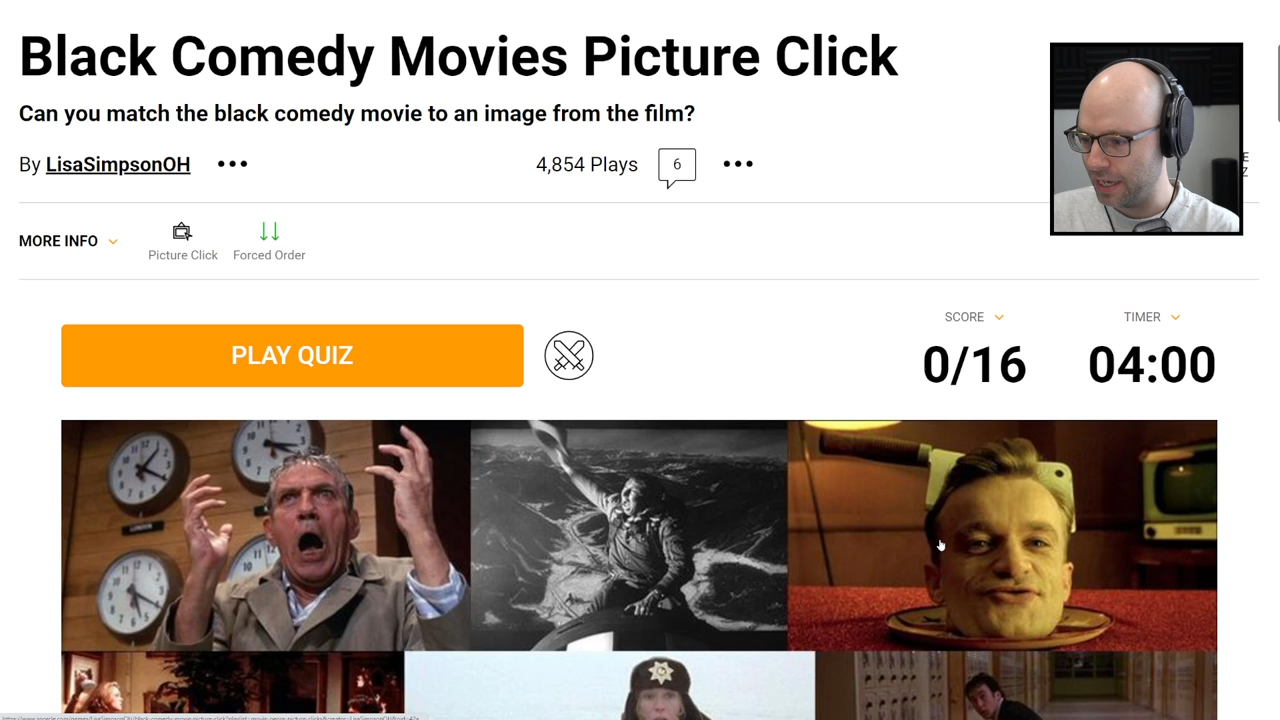 Black Comedy Movies Picture Click
Can you match the black comedy movie to an image from the film?
By LisaSimpsonOH
4,854 Plays
6
E
Z
MORE INFO
Picture Click
Forced Order
PLAY QUIZ
SCORE
0/16
TIMER
04:00
LONDON